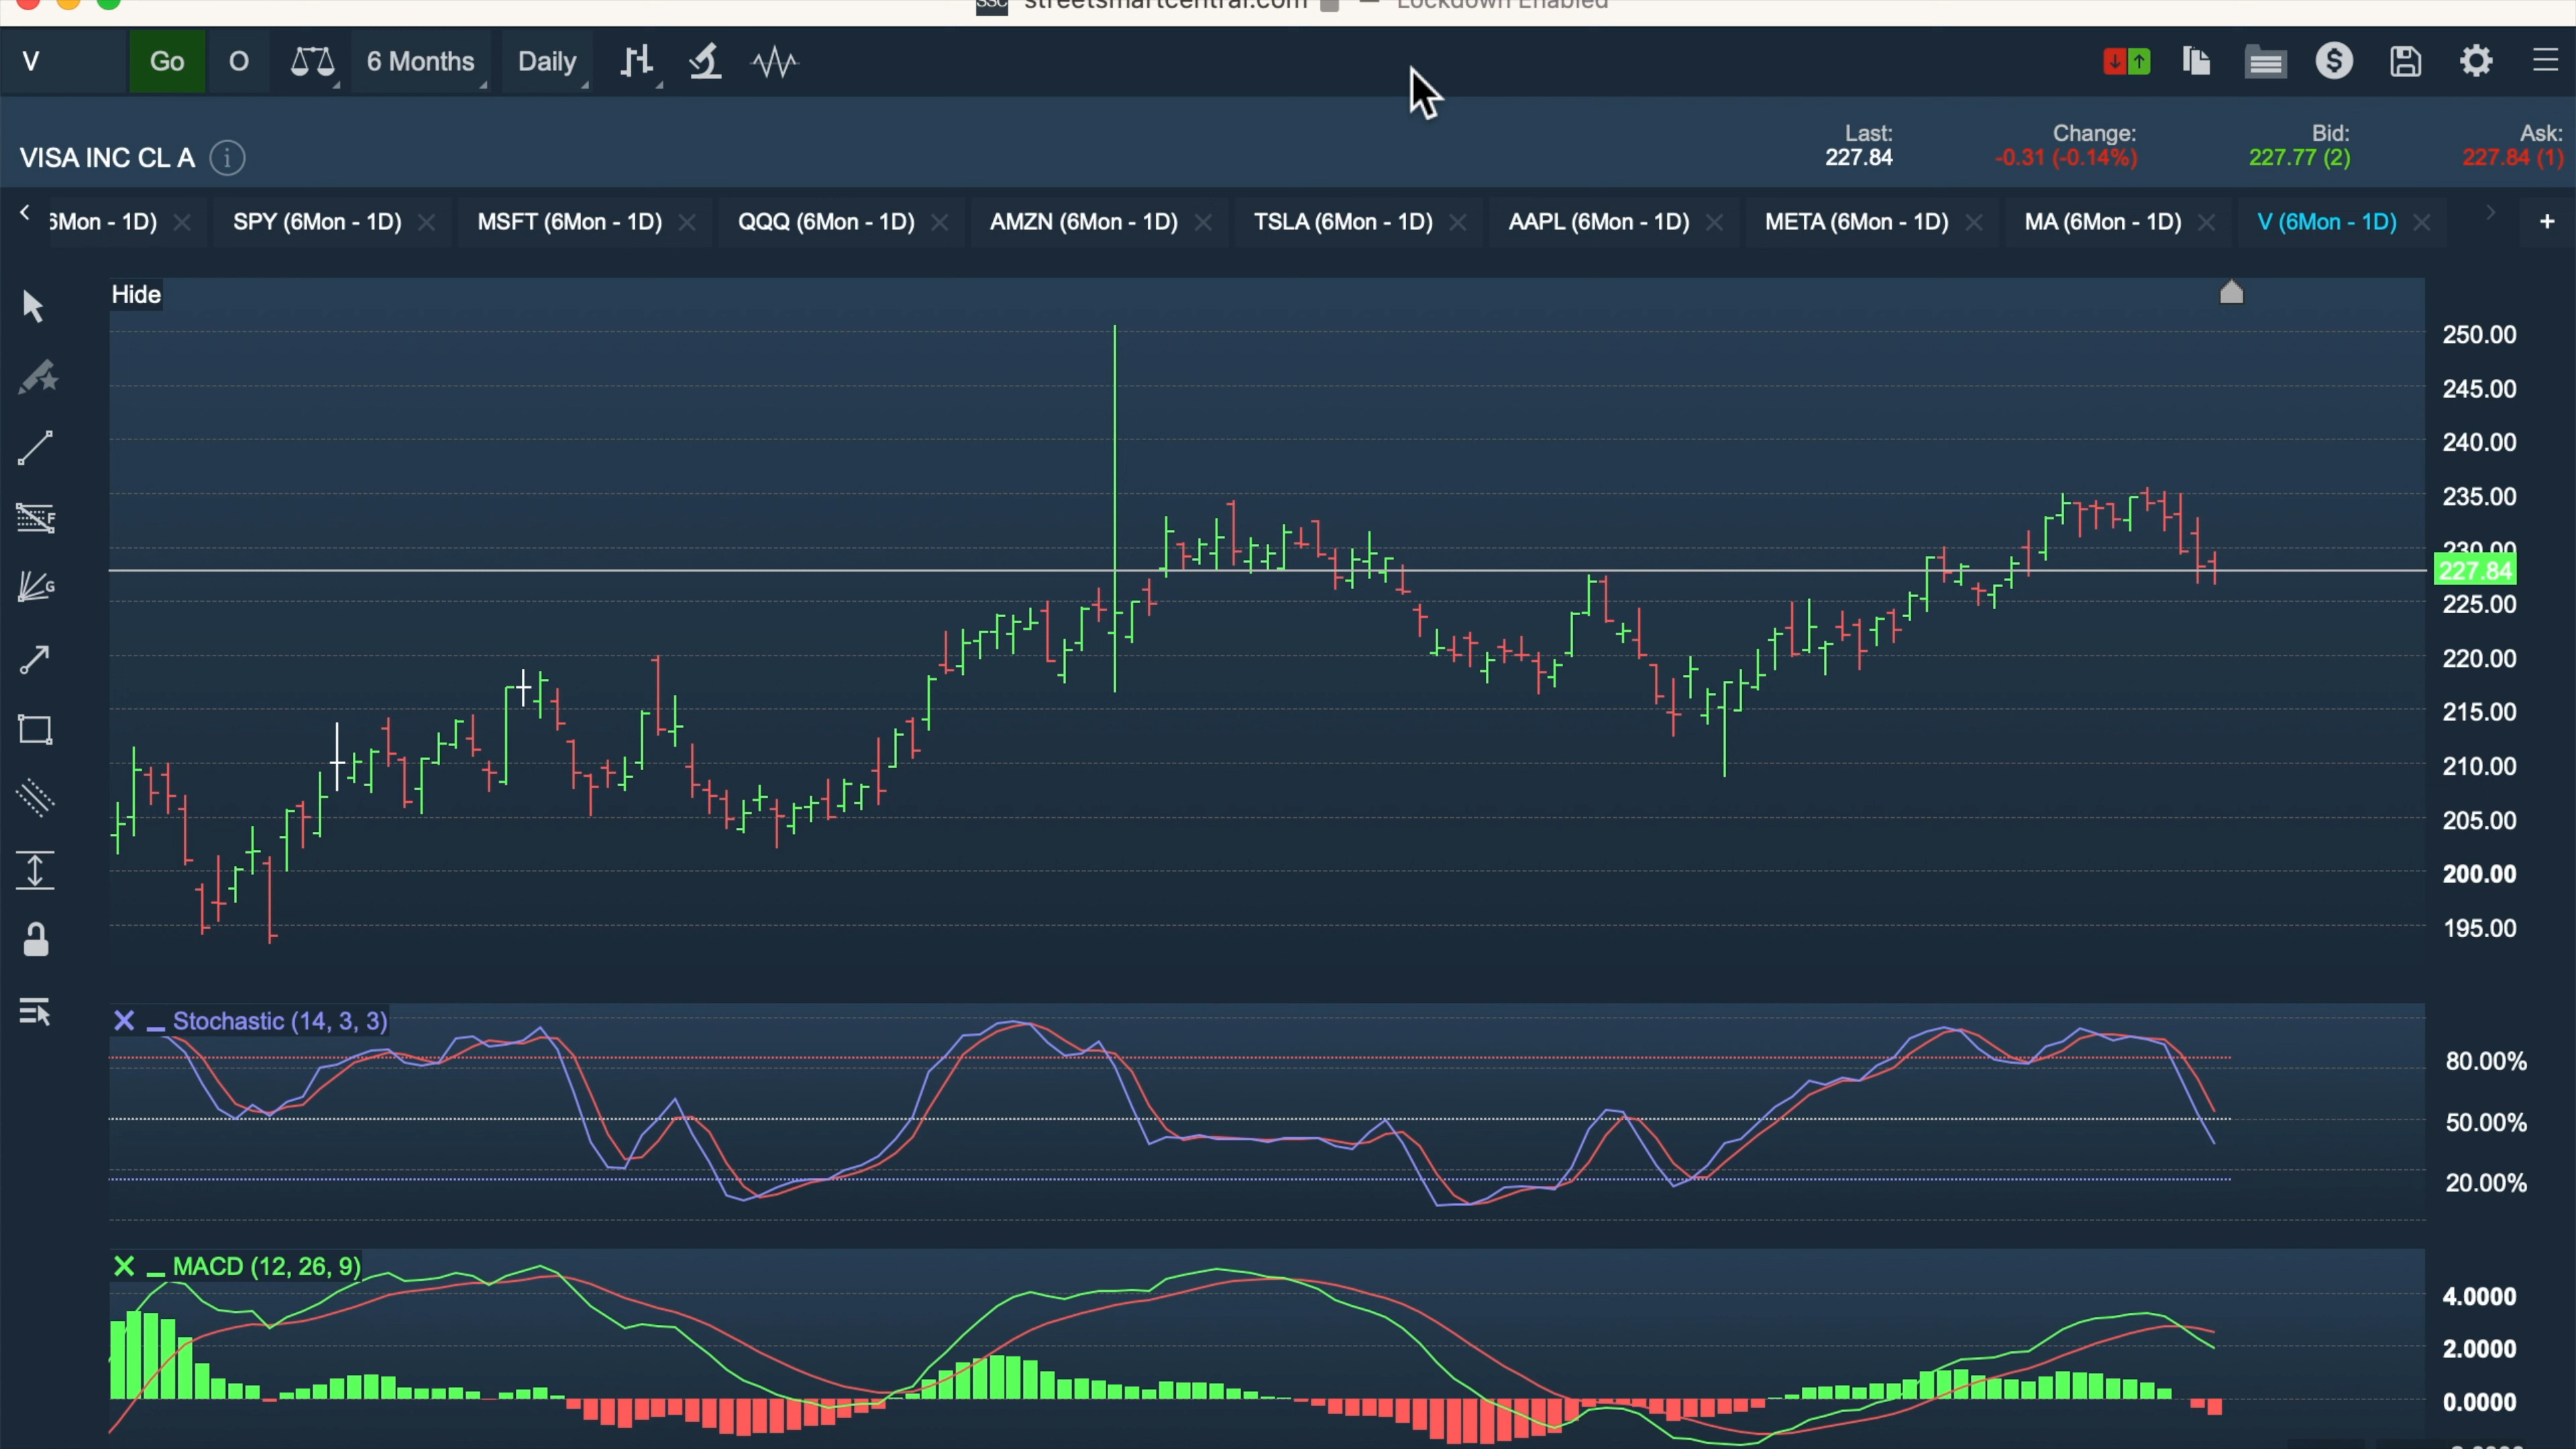 SSC streetsmartcentral.com — Lockdown Enabled
V Go O 6 Months Daily
VISA INC CL A
Last: 227.84
Change: -0.31 (-0.14%)
Bid: 227.77 (2)
Ask: 227.84 (1)
6Mon - 1D) SPY (6Mon - 1D) MSFT (6Mon - 1D) QQQ (6Mon - 1D) AMZN (6Mon - 1D) TSLA (6Mon - 1D) AAPL (6Mon - 1D) META (6Mon - 1D) MA (6Mon - 1D) V (6Mon - 1D) +
Hide
250.00
245.00
240.00
235.00
230.00
227.84
225.00
220.00
215.00
210.00
205.00
200.00
195.00
Stochastic (14, 3, 3)
80.00%
50.00%
20.00%
MACD (12, 26, 9)
4.0000
2.0000
0.0000